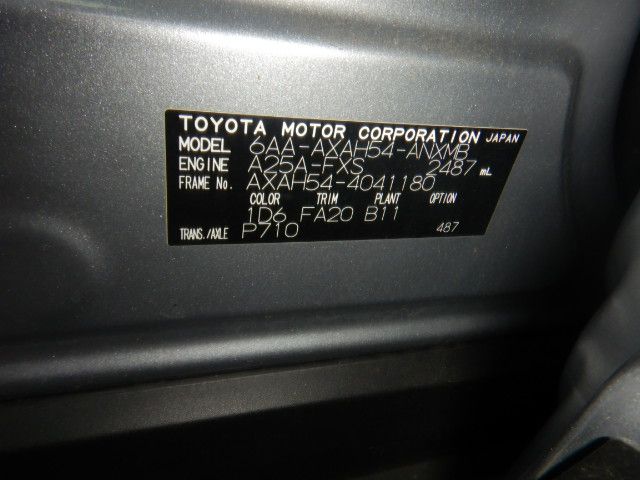 TOYOTA MOTOR CORPORATION JAPAN
MODEL 6AA-AXAH54-ANXMB
ENGINE A25A-FXS 2487 mL
FRAME No. AXAH54-4041180
COLOR TRIM PLANT OPTION
1D6 FA20 B11
TRANS./AXLE P710 487